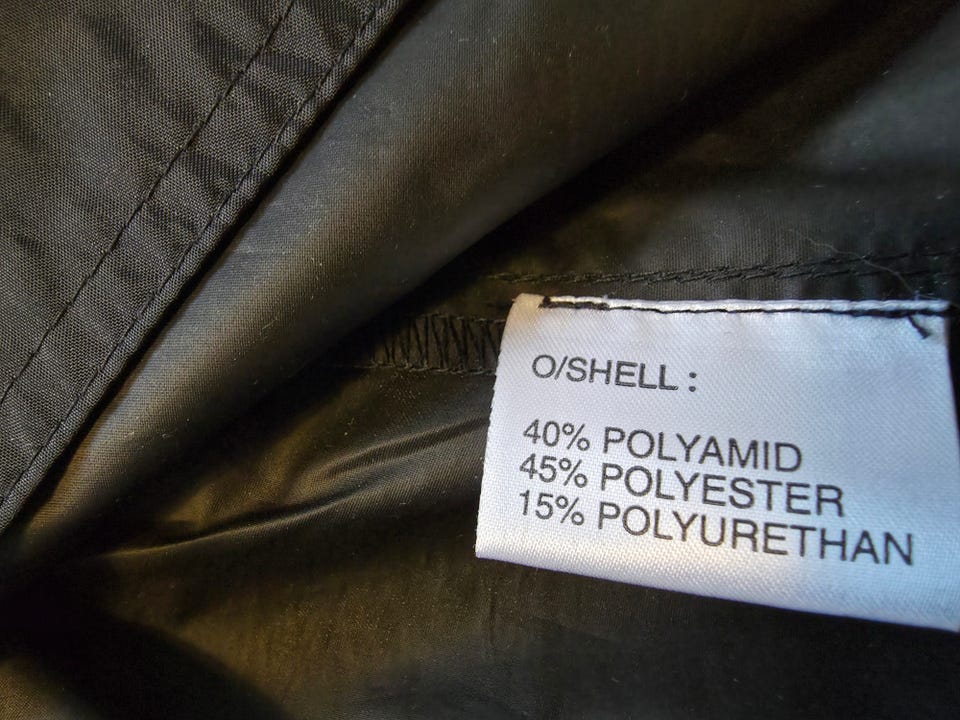 O/SHELL :
40% POLYAMID
45% POLYESTER
15% POLYURETHAN